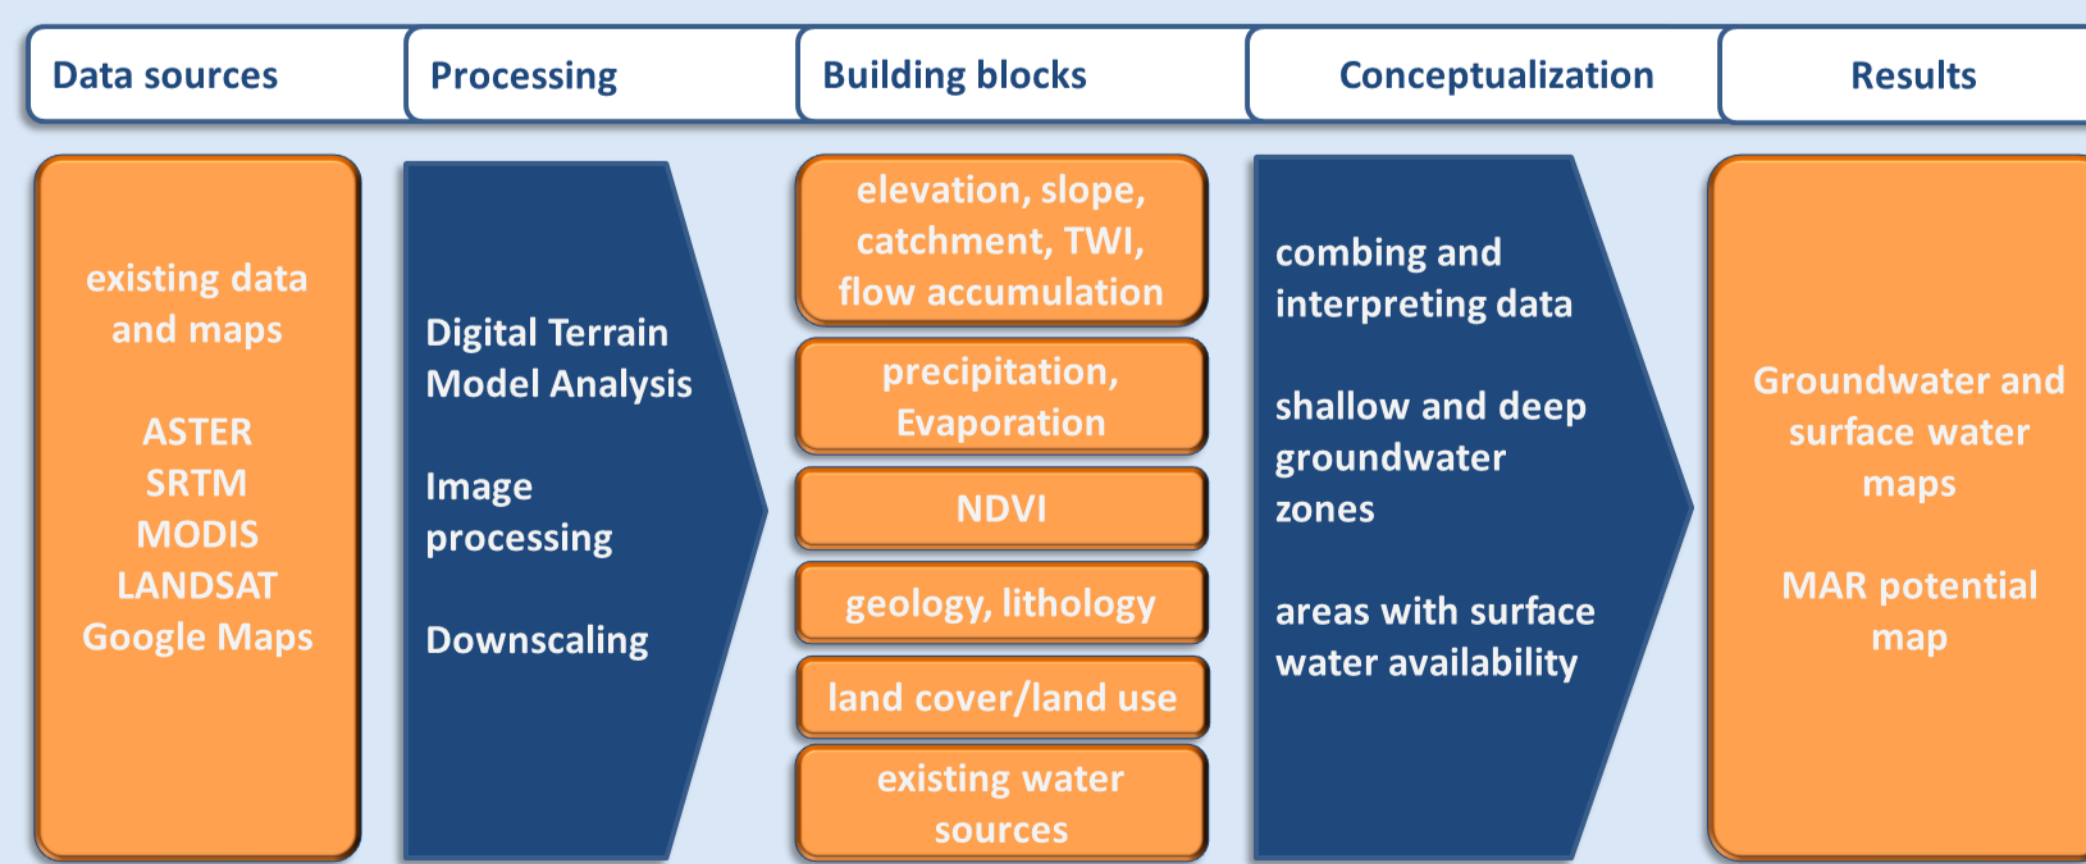 Data sources
Processing
Building blocks
Conceptualization
Results
existing data
and maps
ASTER
SRTM
MODIS
LANDSAT
Google Maps
Digital Terrain
Model Analysis
Image
processing
Downscaling
elevation, slope,
catchment, TWI,
flow accumulation
precipitation,
Evaporation
NDVI
geology, lithology
land cover/land use
existing water
sources
combing and
interpreting data
shallow and deep
groundwater
zones
areas with surface
water availability
Groundwater and
surface water
maps
MAR potential
map